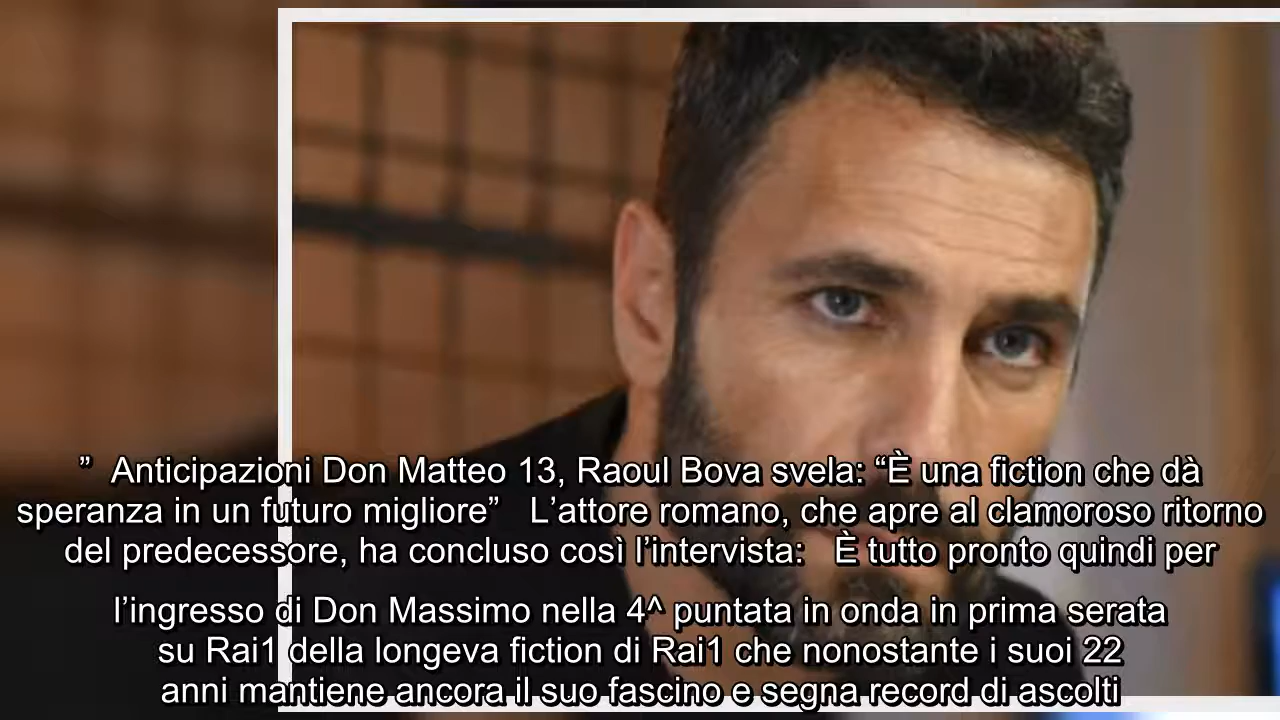 ” Anticipazioni Don Matteo 13, Raoul Bova svela: “È una fiction che dà
speranza in un futuro migliore” L’attore romano, che apre al clamoroso ritorno
del predecessore, ha concluso così l’intervista: È tutto pronto quindi per
l’ingresso di Don Massimo nella 4^ puntata in onda in prima serata
su Rai1 della longeva fiction di Rai1 che nonostante i suoi 22
anni mantiene ancora il suo fascino e segna record di ascolti